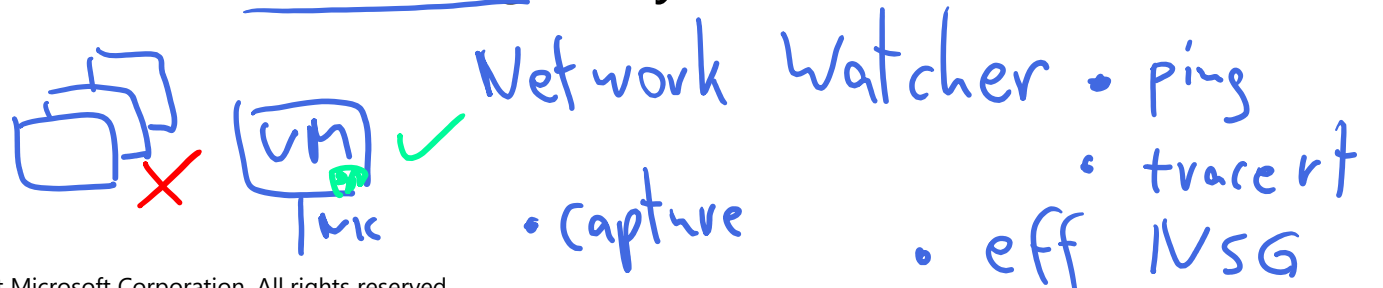 Network Watcher • ping
• tracert
VM
NIC
• Capture
• eff NSG
Microsoft Corporation. All rights reserved